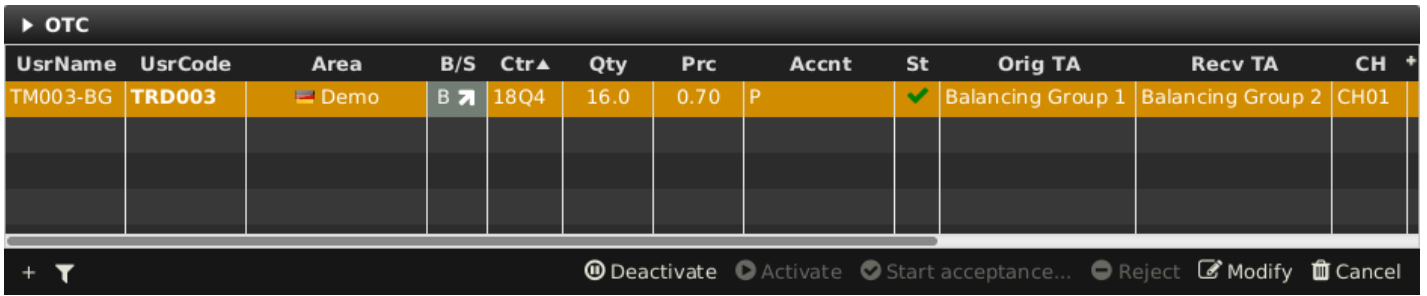 OTC
UsrName UsrCode Area B/S Ctr▲ Qty Prc Accnt St Orig TA Recv TA CH +
TM003-BG TRD003 Demo B 18Q4 16.0 0.70 P Balancing Group 1 Balancing Group 2 CH01
+ Deactivate Activate Start acceptance... Reject Modify Cancel